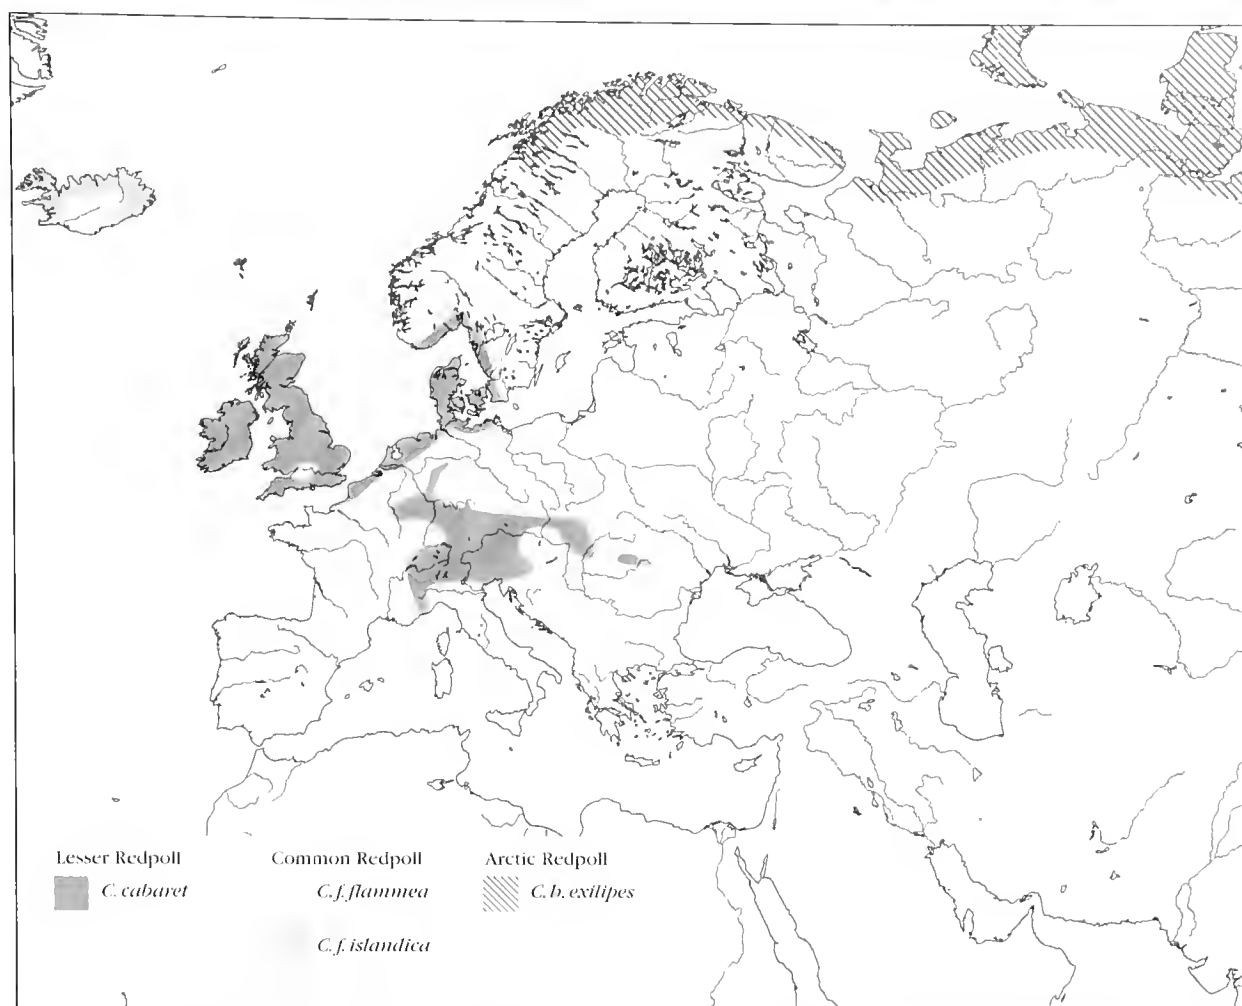 Lesser Redpoll
C. cabaret
Common Redpoll
C. f. flammea
C. f. islandica
Arctic Redpoll
C. h. exilipes